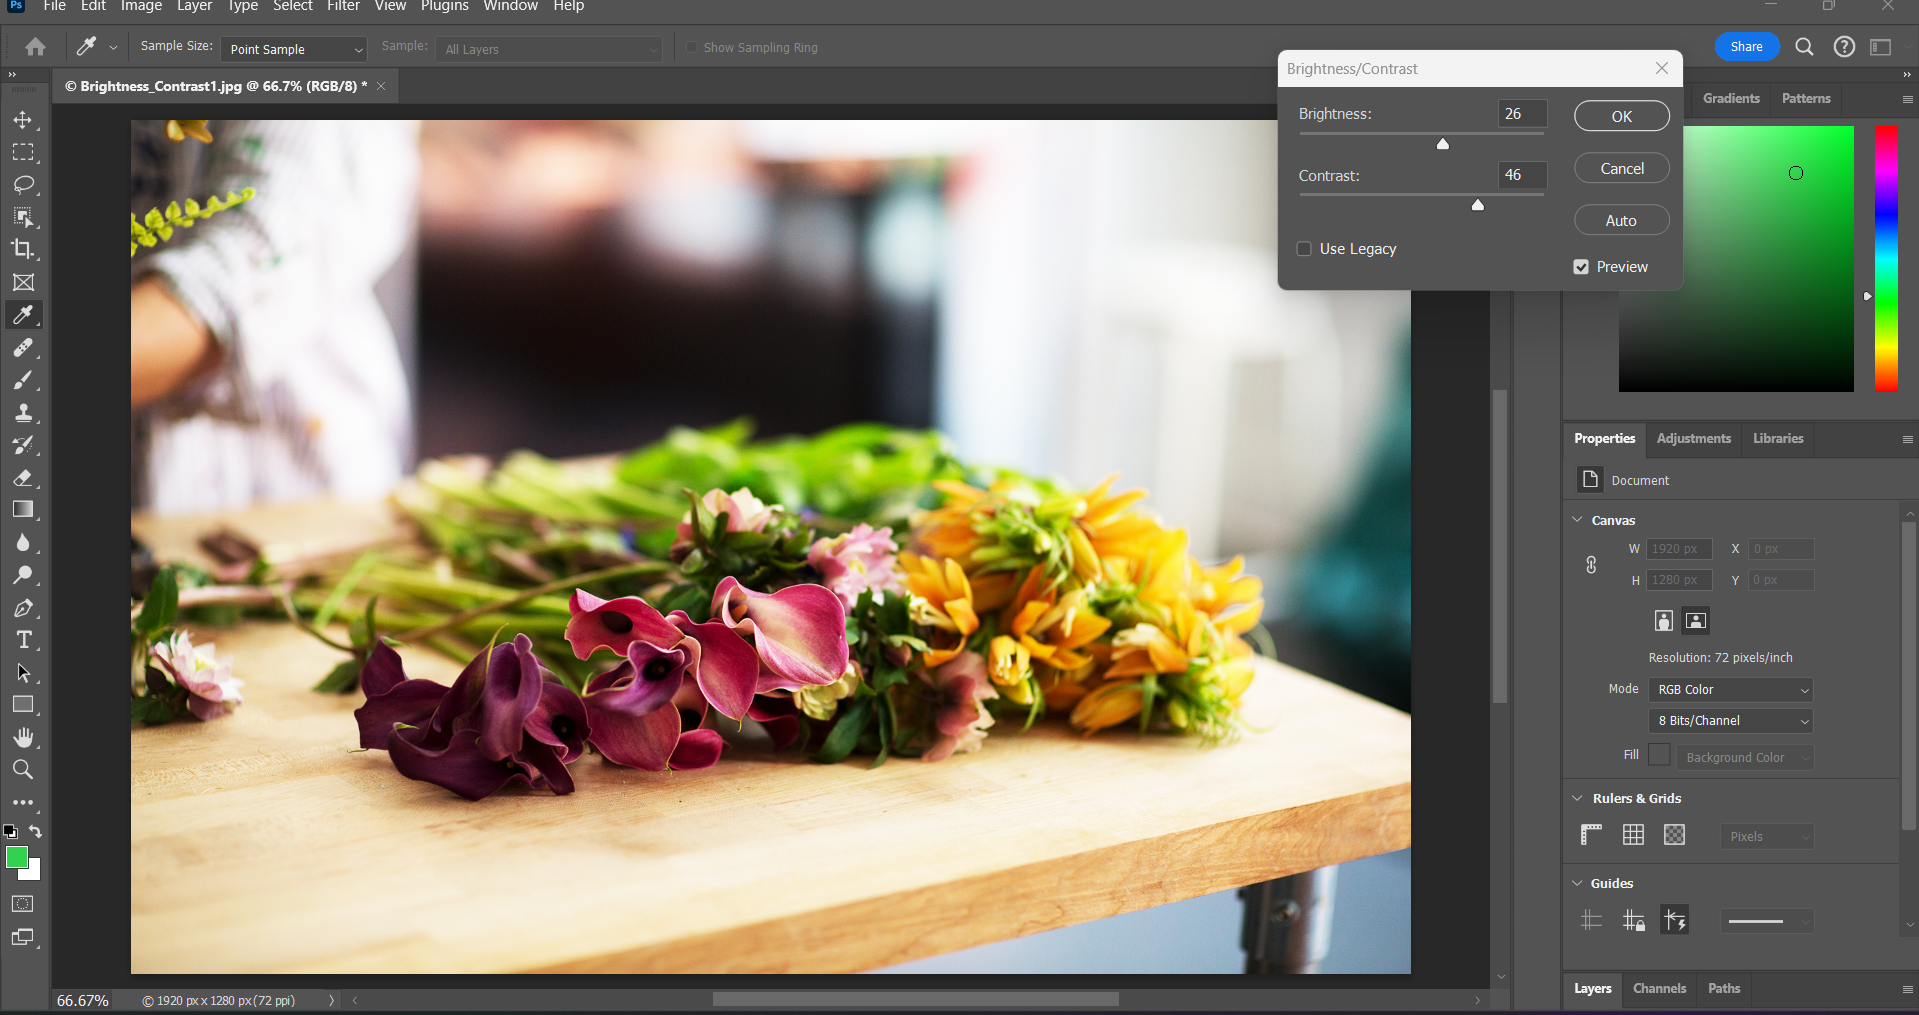 Ps File Edit Image Layer Type Select Filter View Plugins Window Help
Sample Size: Point Sample Sample: All Layers Show Sampling Ring
Share
© Brightness_Contrast1.jpg @ 66.7% (RGB/8) *
Brightness/Contrast
Brightness: 26
OK
Cancel
Contrast: 46
Auto
Use Legacy
Preview
Gradients Patterns
Properties Adjustments Libraries
Document
Canvas
W 1920 px X 0 px
H 1280 px Y 0 px
Resolution: 72 pixels/inch
Mode RGB Color
8 Bits/Channel
Fill Background Color
Rulers & Grids
Pixels
Guides
Layers Channels Paths
66.67% © 1920 px x 1280 px (72 ppi)